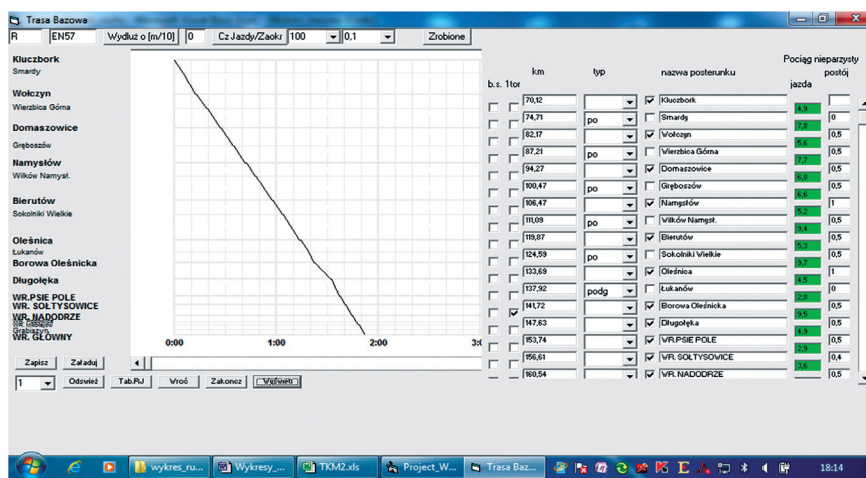 Trasa Bazowa
R EN57 Wydłuż o [m/10] 0 Cz Jazdy/Zaokr 100 0,1 Zrobione
Kluczbork
Smardy
Wołczyn
Wierzbica Górna
Domaszowice
Gręboszów
Namysłów
Wilków Namysł.
Bierutów
Sokolniki Wielkie
Oleśnica
Łukanów
Borowa Oleśnicka
Długołęka
WR.PSIE POLE
WR. SOŁTYSOWICE
WR. NADODRZE
Grabiszyn
WR. GŁÓWNY
0:00 1:00 2:00 3:0
Pociąg nieparzysty
b.s. 1tor km typ nazwa posterunku jazda postój
70,12 Kluczbork
4,9
74,71 po Smardy 0
7,8
82,17 Wołczyn 0,5
5,6
87,21 po Wierzbica Górna 0,5
7,7
94,27 Domaszowice 0,5
6,8
100,47 po Gręboszów 0,5
6,6
106,47 Namysłów 1
5,2
111,09 po Wilków Namysł. 0,5
9,4
119,87 Bierutów 0,5
5,3
124,59 po Sokolniki Wielkie 0,5
9,7
133,69 Oleśnica 1
4,5
137,92 podg Łukanów 0
2,8
141,72 Borowa Oleśnicka 0,5
9,5
147,63 Długołęka 0,5
4,9
153,74 WR.PSIE POLE 0,5
2,9
156,61 WR. SOŁTYSOWICE 0,4
3,6
160,54 WR. NADODRZE 0,5
Zapisz Załaduj
1 Odśwież Tab.RJ Wroć Zakoncz Wyświetl
wykres_ru... Wykresy_... TKM2.xls Project_W... Trasa Baz... 18:14